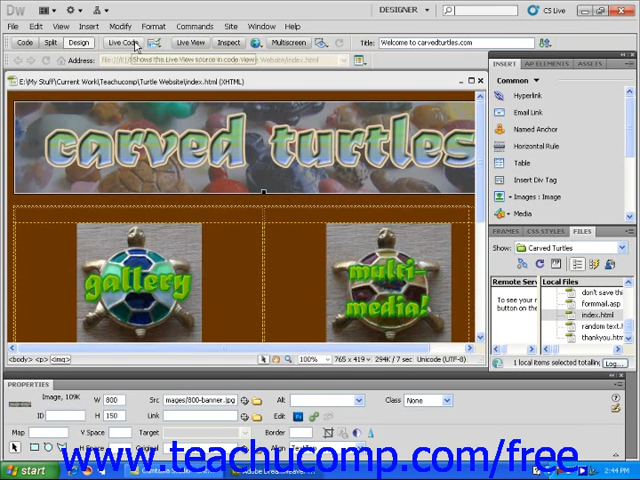 Dw
DESIGNER
CS Live
File Edit View Insert Modify Format Commands Site Window Help
Code Split Design Live Code Live View Inspect Multiscreen Title: Welcome to carvedturtles.com
Address: Shows the Live View source in code view
E:\My Stuff\Current Work\Teachucomp\Turtle Website\index.html (XHTML)
carved turtles
gallery
multi-
media!
INSERT AP ELEMENTS ASSETS
Common
Hyperlink
Email Link
Named Anchor
Horizontal Rule
Table
Insert Div Tag
Images : Image
Media
FRAMES CSS STYLES FILES
Show: Carved Turtles
Remote Serv Local Files
To see your r
button on the
don't save thi
formmail.asp
index.html
random text.h
thankyou.htm
1 local items selected totalling Log...
<body> <p> <img>
100% 765 x 419 294K / 7 sec Unicode (UTF-8)
PROPERTIES
Image, 109K W 800 Src images/800-banner.jpg Alt Class None
ID H 150 Link Edit
Map V Space Target Border
H Space Original Align
www.teachucomp.com/free
start
2:44 PM